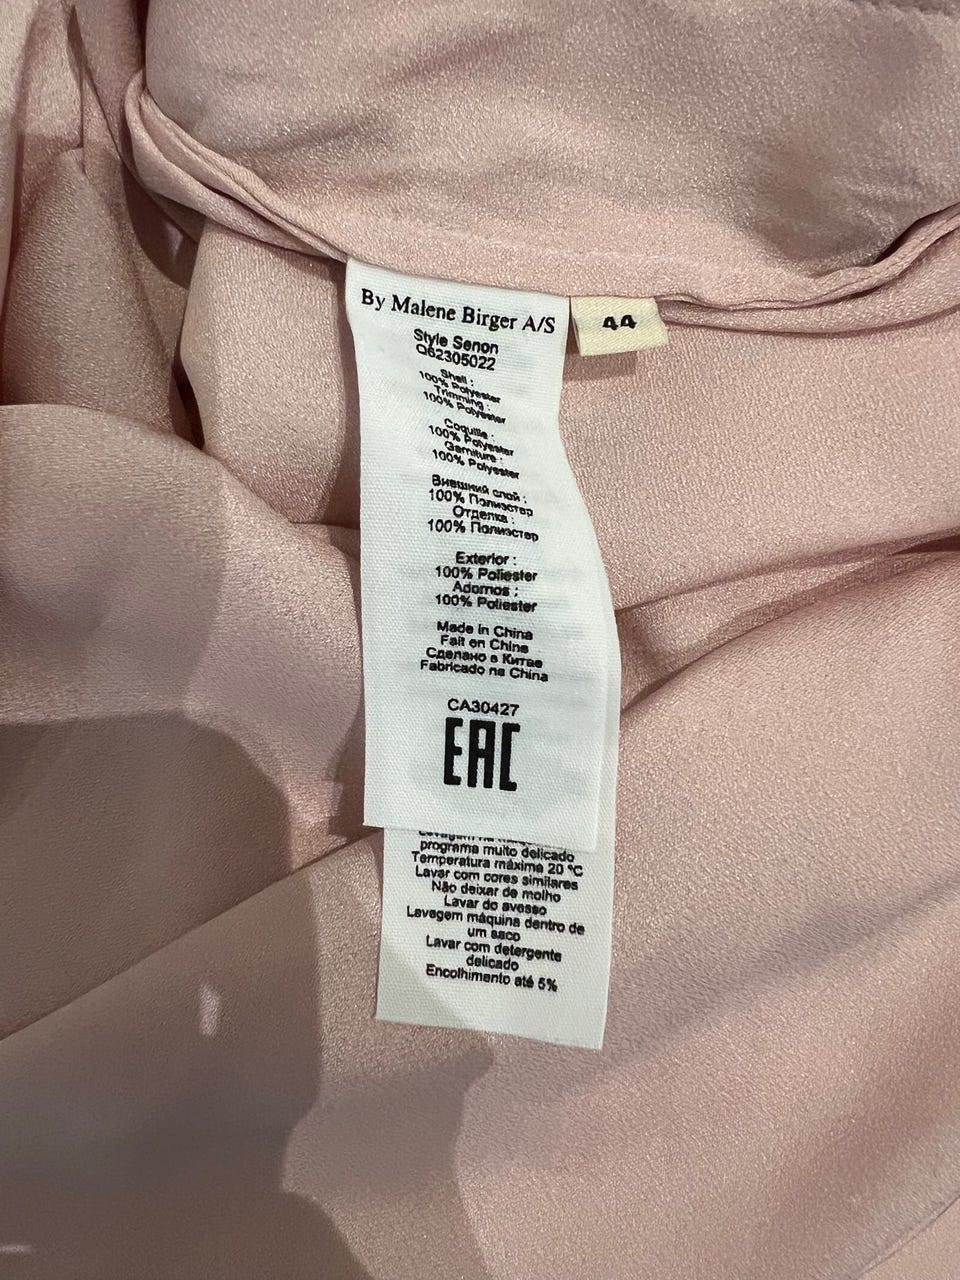 By Malene Birger A/S
44
Style Senon
Q62305022
Shell :
100% Polyester
Trimming :
100% Polyester
Coquille :
100% Polyester
Garniture :
100% Polyester
Внешний слой :
100% Полиэстер
Отделка :
100% Полиэстер
Exterior :
100% Poliester
Adornos :
100% Poliester
Made in China
Fait en Chine
Сделано в Китае
Fabricado na China
CA30427
EAC
programa muito delicado
Temperatura máxima 20 °C
Lavar com cores similares
Não deixar de molho
Lavar do avesso
Lavagem máquina dentro de
um saco
Lavar com detergente
delicado
Encolhimento até 5%